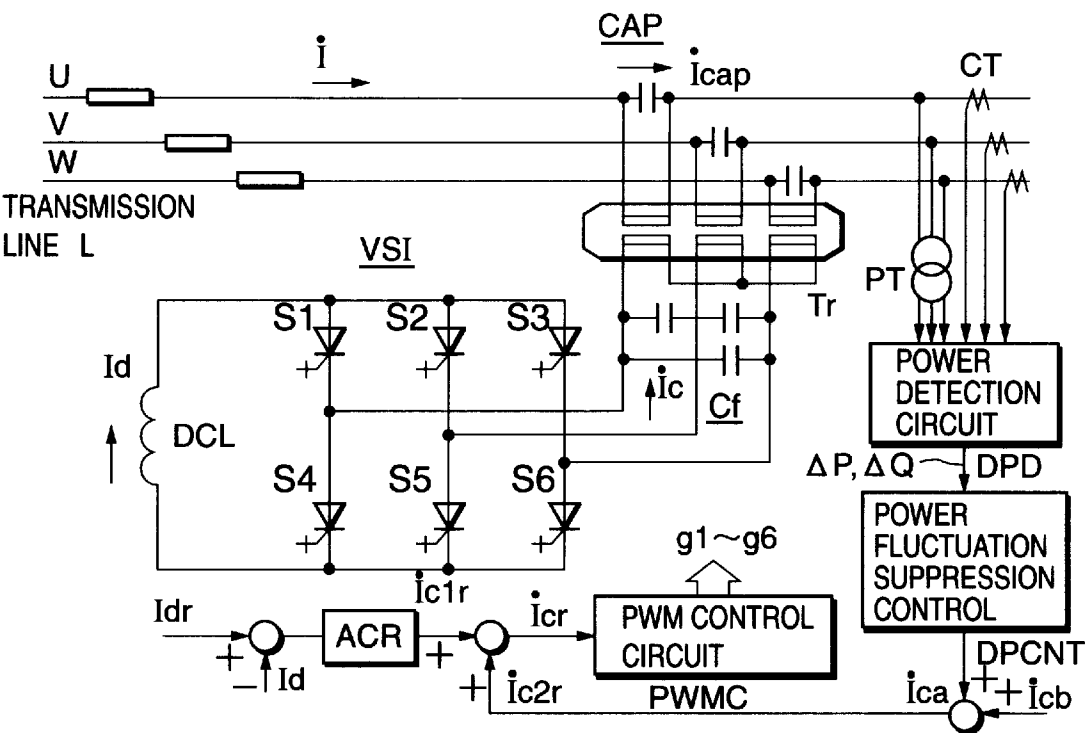 CAP
İ
İcap
CT
U
V
W
TRANSMISSION
LINE L
VSI
PT
Tr
S1
S2
S3
Id
DCL
İc
Cf
POWER
DETECTION
CIRCUIT
S4
S5
S6
ΔP, ΔQ
DPD
g1~g6
POWER
FLUCTUATION
SUPPRESSION
CONTROL
İc1r
Idr
ACR
İcr
PWM CONTROL
CIRCUIT
DPCNT
+
− Id
+
+
İc2r
PWMC
İca
+
+ İcb